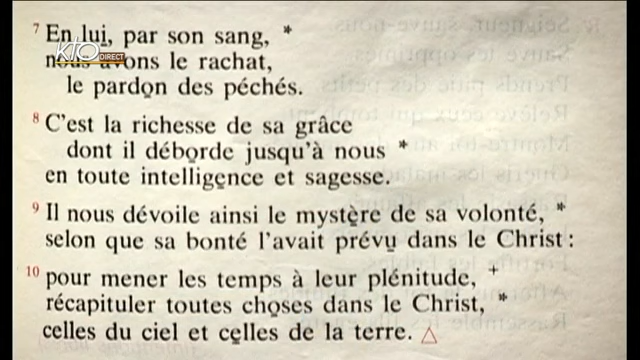 7 En lui, par son sang, *
nous avons le rachat,
le pardon des péchés.
8 C'est la richesse de sa grâce
dont il déborde jusqu'à nous *
en toute intelligence et sagesse.
9 Il nous dévoile ainsi le mystère de sa volonté, *
selon que sa bonté l'avait prévu dans le Christ :
10 pour mener les temps à leur plénitude, +
récapituler toutes choses dans le Christ, *
celles du ciel et celles de la terre. △
KTO DIRECT